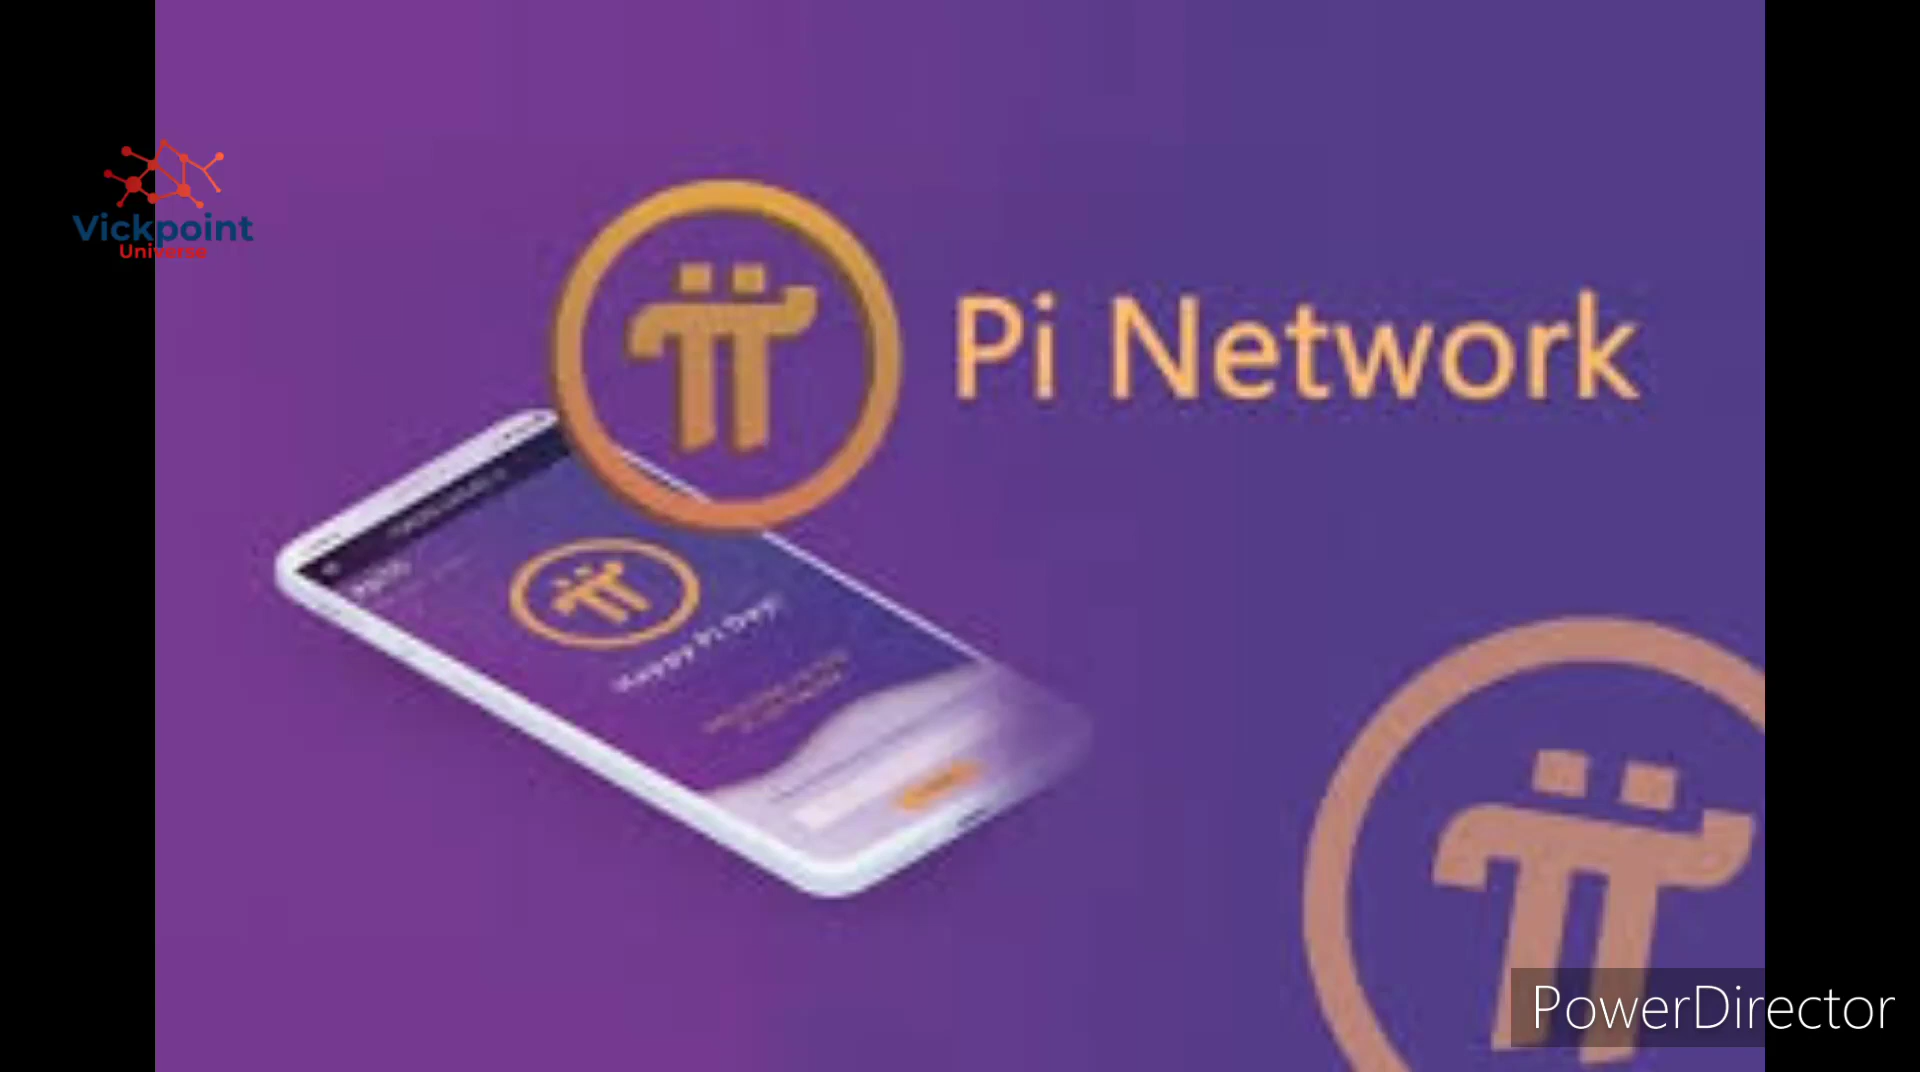 Vickpoint
Universe
Pi Network
Happy Pi Day!
PowerDirector